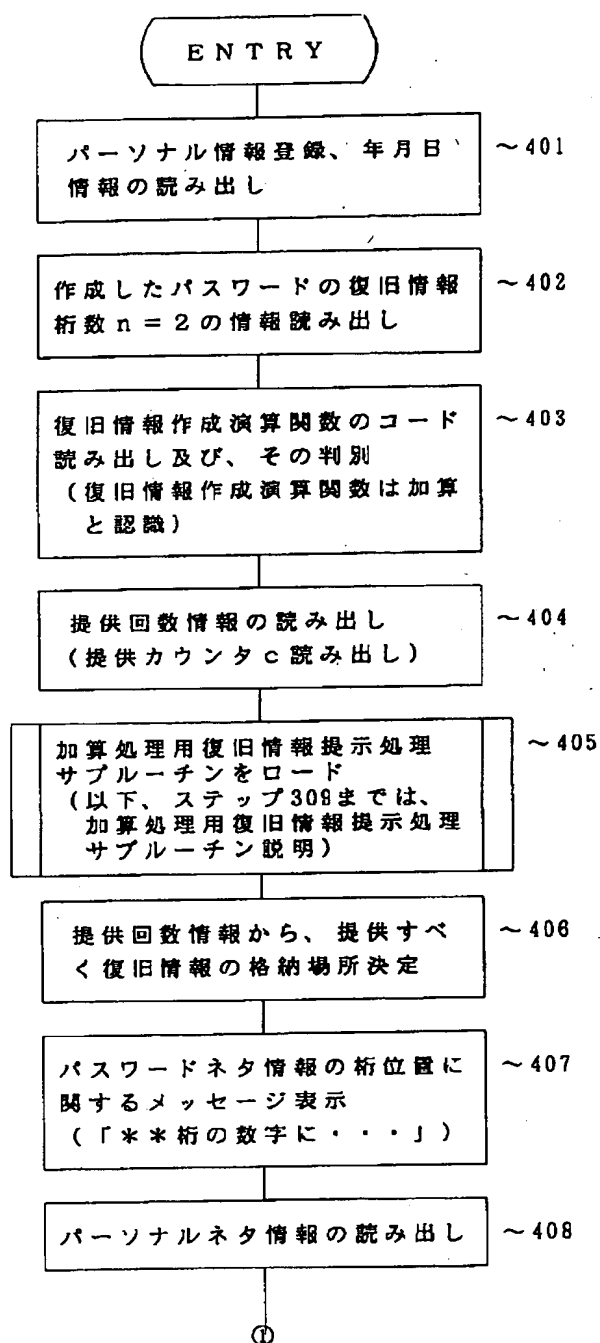 ENTRY
パーソナル情報登録、年月日
情報の読み出し
~401
作成したパスワードの復旧情報
桁数n=2の情報読み出し
~402
復旧情報作成演算関数のコード
読み出し及び、その判別
(復旧情報作成演算関数は加算
と認識)
~403
提供回数情報の読み出し
(提供カウンタc読み出し)
~404
加算処理用復旧情報提示処理
サブルーチンをロード
(以下、ステップ309までは、
加算処理用復旧情報提示処理
サブルーチン説明)
~405
提供回数情報から、提供すべ
く復旧情報の格納場所決定
~406
パスワードネタ情報の桁位置に
関するメッセージ表示
(「**桁の数字に・・・」)
~407
パーソナルネタ情報の読み出し
~408
①